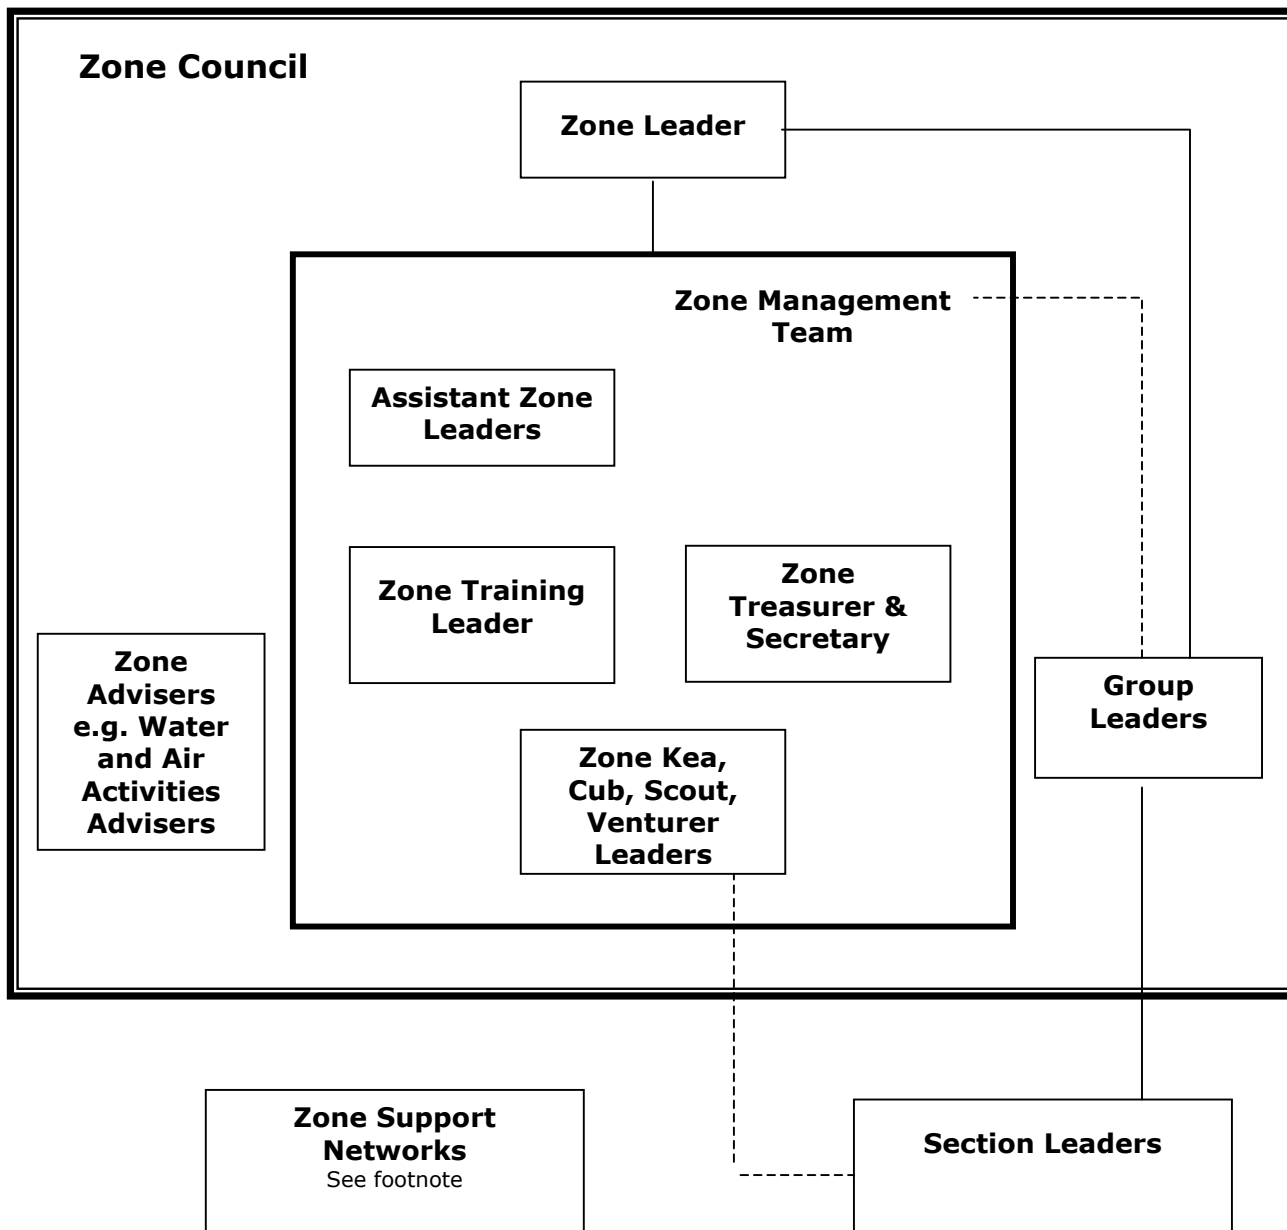 Zone Council
Zone Leader
Zone Management
Team
Assistant Zone
Leaders
Zone Training
Leader
Zone
Treasurer &
Secretary
Zone
Advisers
e.g. Water
and Air
Activities
Advisers
Group
Leaders
Zone Kea,
Cub, Scout,
Venturer
Leaders
Zone Support
Networks
See footnote
Section Leaders